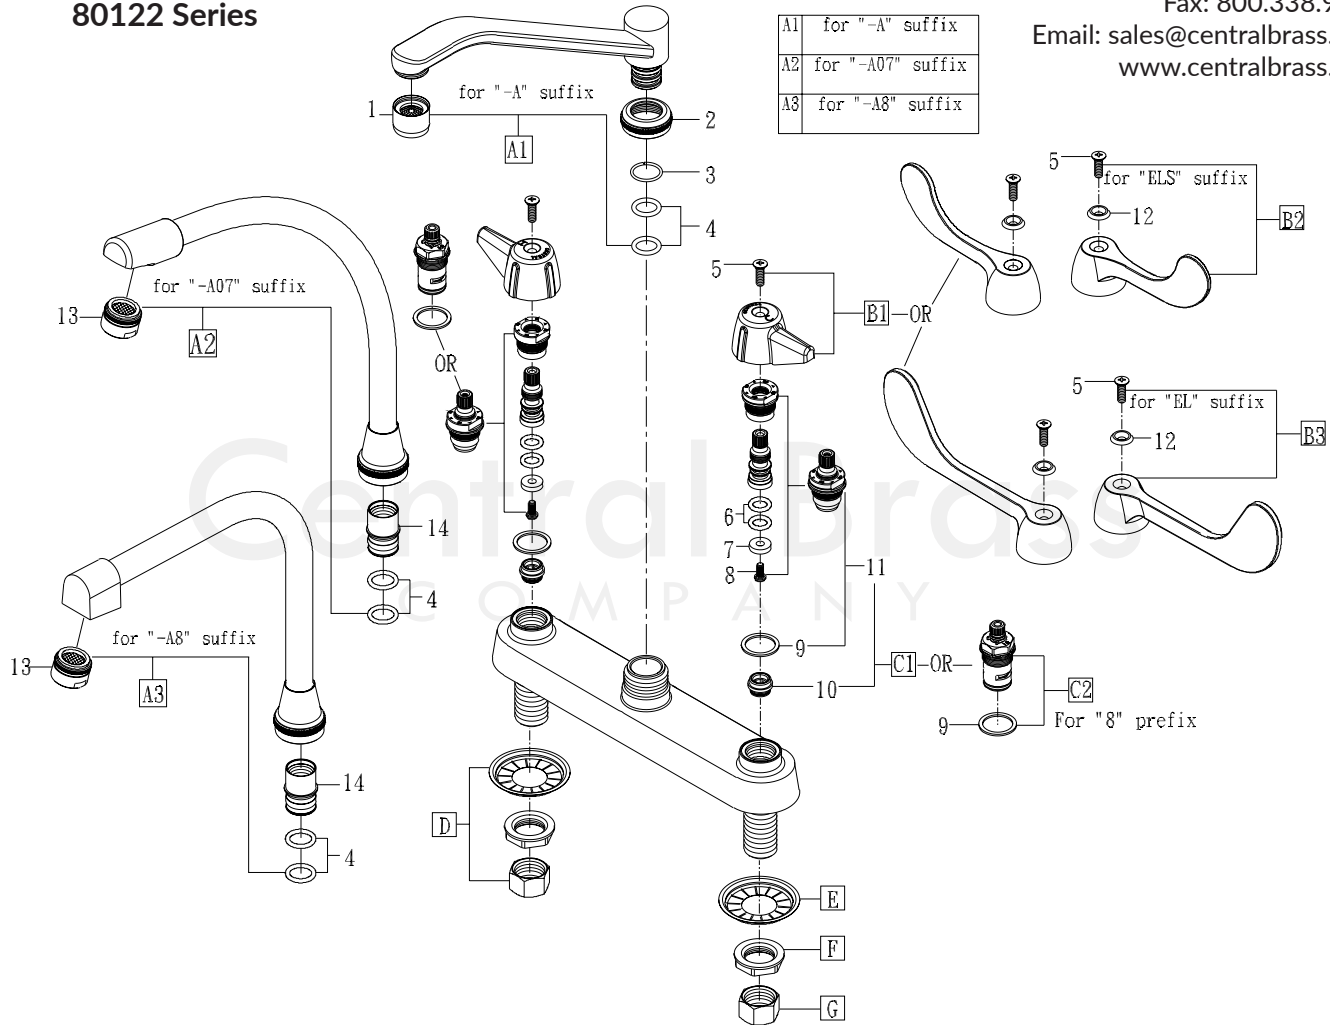 80122 Series
Fax: 800.338.9
Email: sales@centralbrass.
www.centralbrass.
A1 for "-A" suffix
A2 for "-A07" suffix
A3 for "-A8" suffix
for "-A" suffix
1
A1
2
3
4
5
for "ELS" suffix
12
B2
for "-A07" suffix
13
A2
OR
5
B1
OR
5
for "EL" suffix
12
B3
Central Brass
COMPANY
14
4
6
7
8
11
for "-A8" suffix
13
A3
9
10
C1
OR
C2
9
For "8" prefix
14
4
D
E
F
G